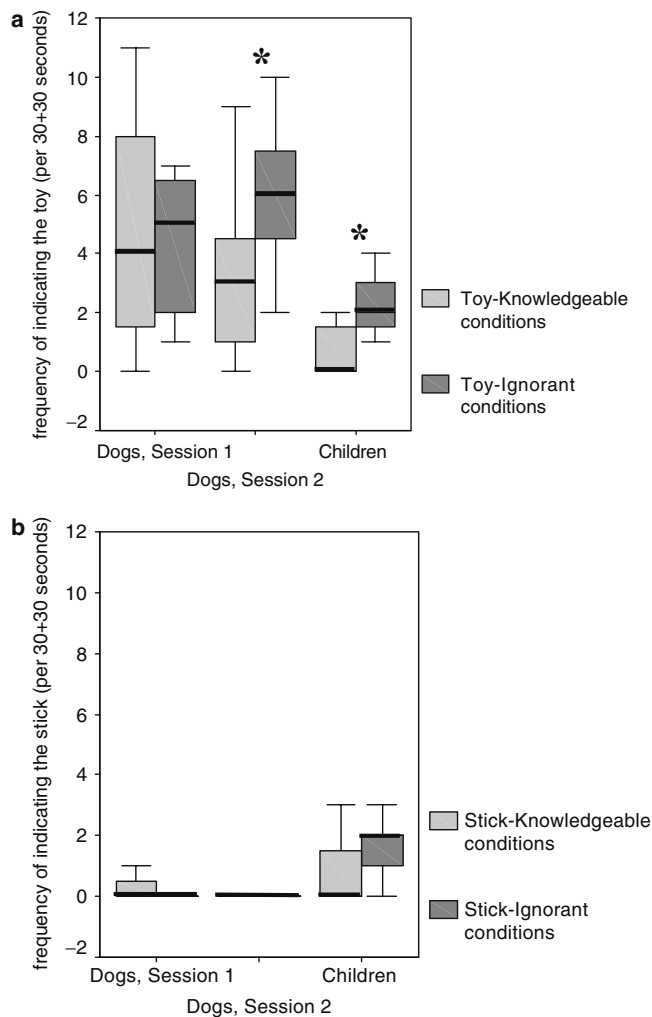 a
frequency of indicating the toy (per 30+30 seconds)
12
10
8
6
4
2
0
−2
*
*
Dogs, Session 1
Children
Dogs, Session 2
Toy-Knowledgeable
conditions
Toy-Ignorant
conditions
b
frequency of indicating the stick (per 30+30 seconds)
12
10
8
6
4
2
0
−2
Dogs, Session 1
Children
Dogs, Session 2
Stick-Knowledgeable
conditions
Stick-Ignorant
conditions